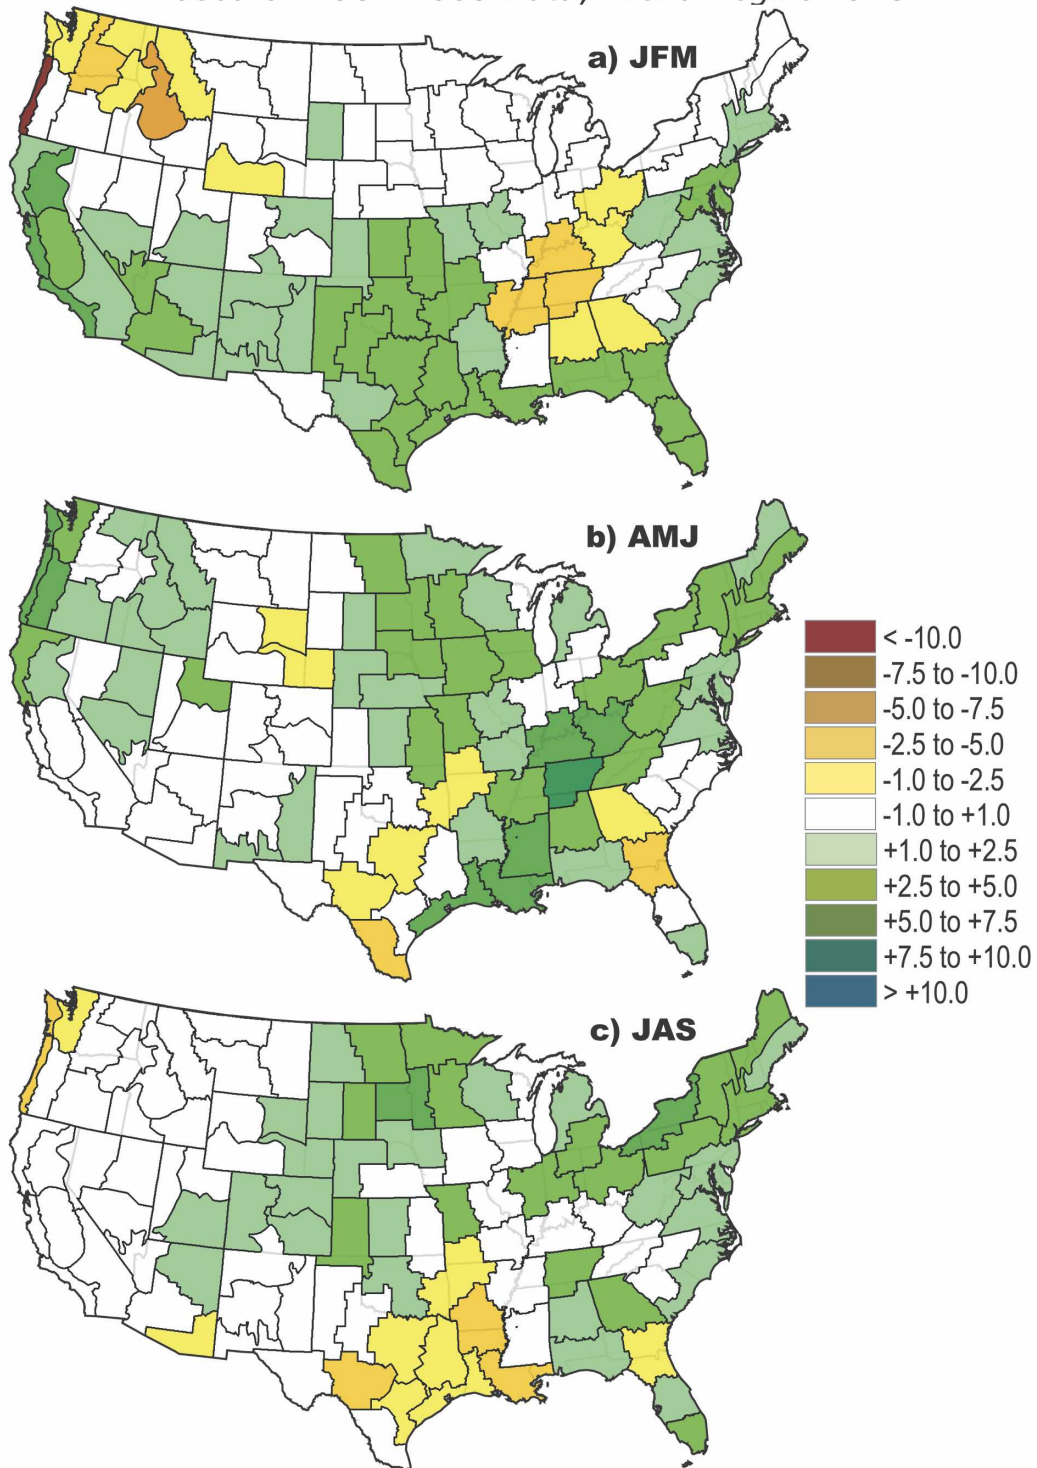 a) JFM
b) AMJ
< -10.0
-7.5 to -10.0
-5.0 to -7.5
-2.5 to -5.0
-1.0 to -2.5
-1.0 to +1.0
+1.0 to +2.5
+2.5 to +5.0
+5.0 to +7.5
+7.5 to +10.0
> +10.0
c) JAS